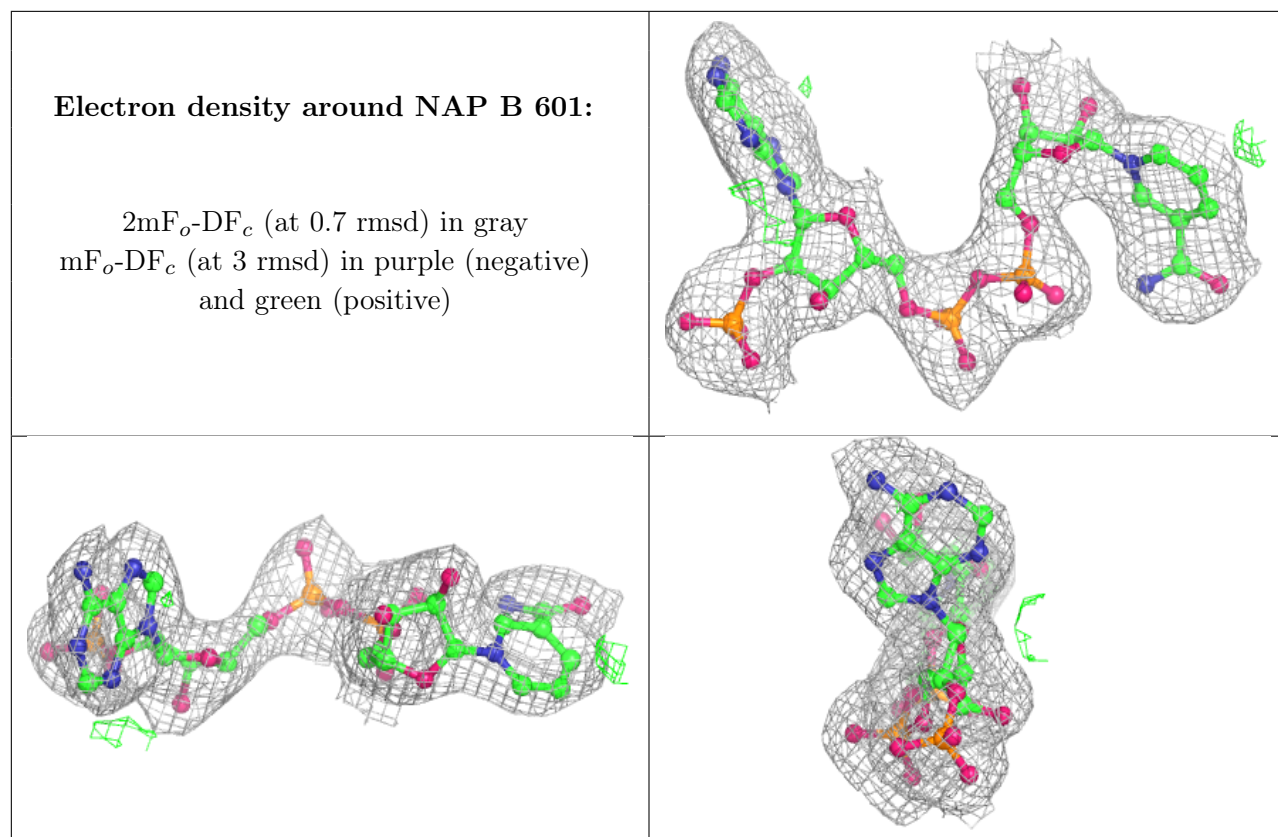 Electron density around NAP B 601:
2mFₒ-DF𝒸 (at 0.7 rmsd) in gray
mFₒ-DF𝒸 (at 3 rmsd) in purple (negative)
and green (positive)